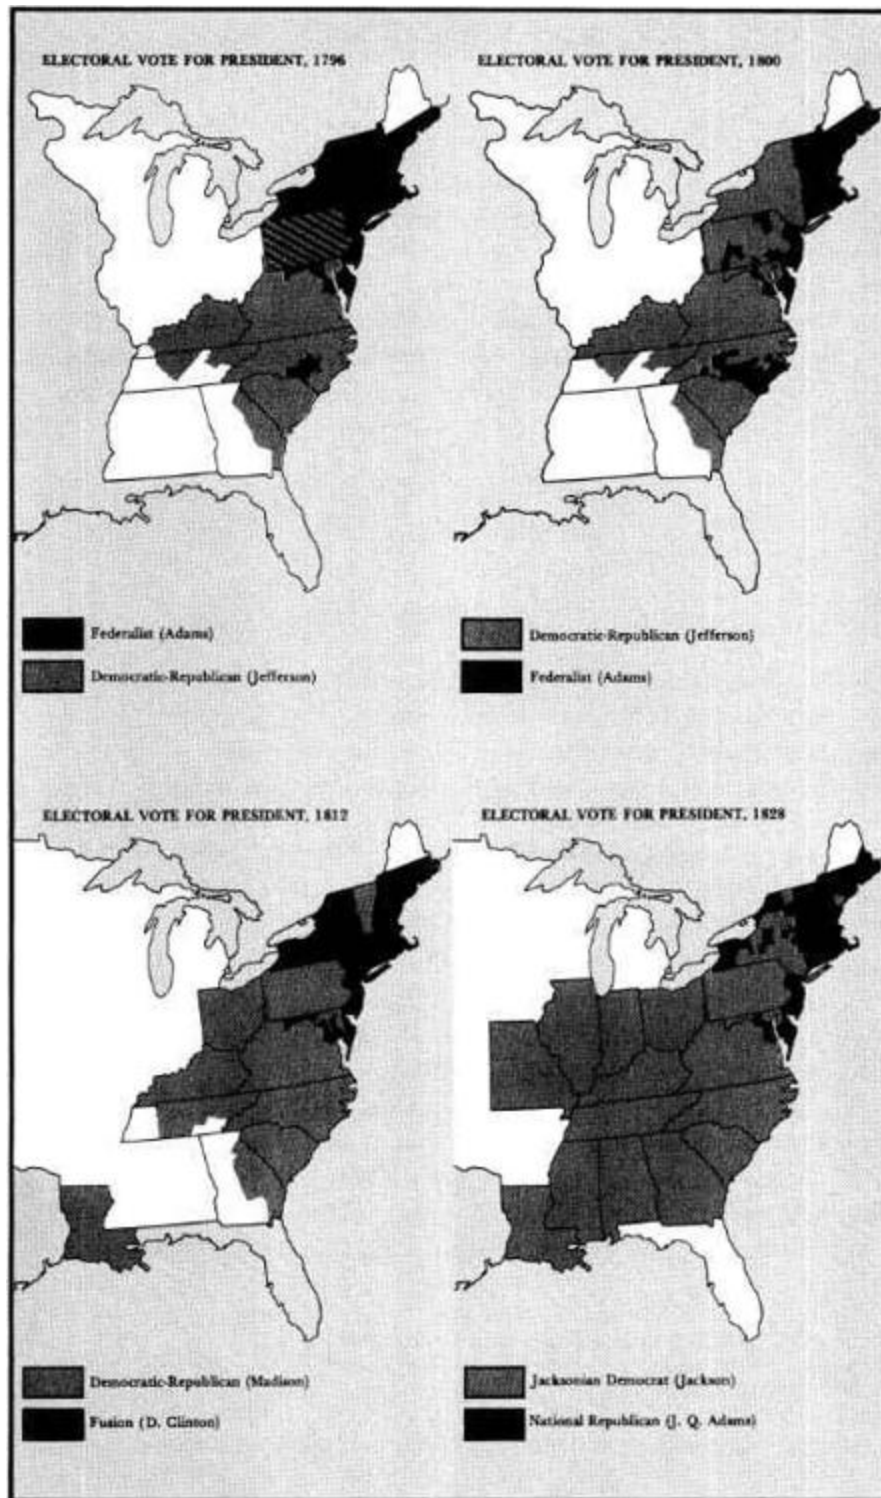 ELECTORAL VOTE FOR PRESIDENT, 1796
Federalist (Adams)
Democratic-Republican (Jefferson)
ELECTORAL VOTE FOR PRESIDENT, 1800
Democratic-Republican (Jefferson)
Federalist (Adams)
ELECTORAL VOTE FOR PRESIDENT, 1812
Democratic-Republican (Madison)
Fusion (D. Clinton)
ELECTORAL VOTE FOR PRESIDENT, 1828
Jacksonian Democrat (Jackson)
National Republican (J. Q. Adams)